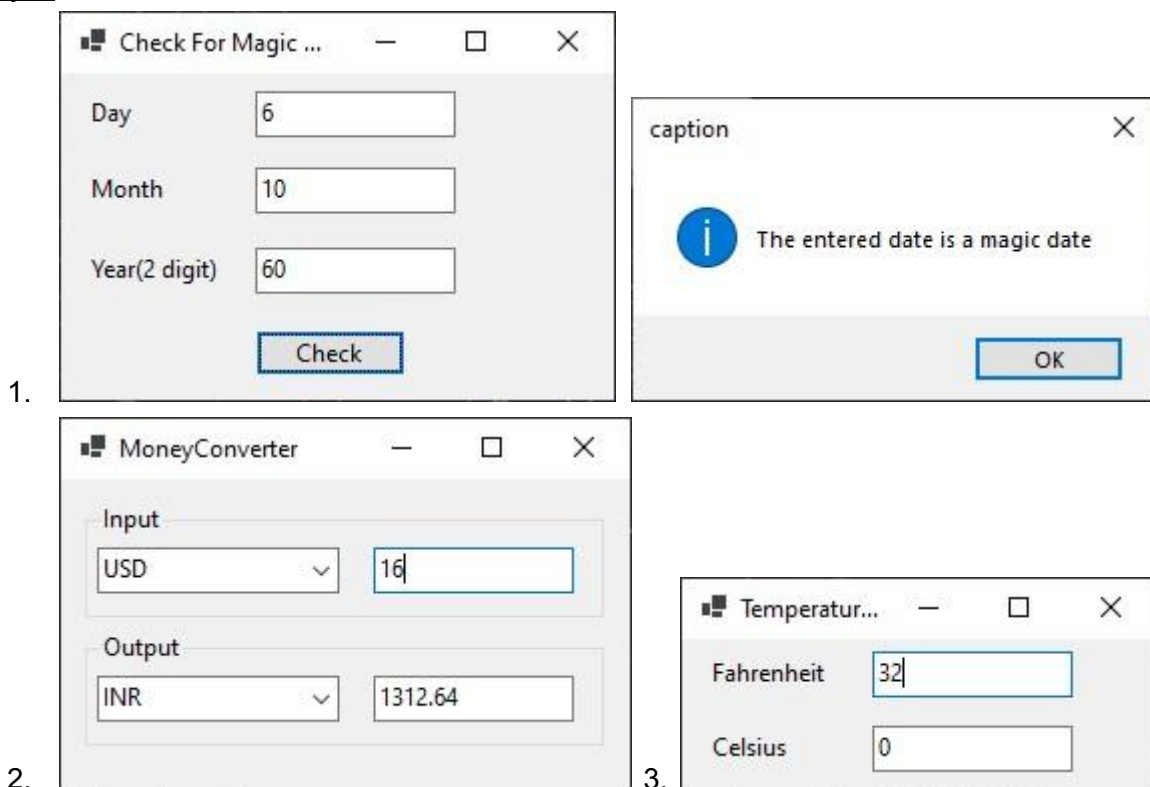 Check For Magic ...
Day 6
Month 10
Year(2 digit) 60
Check
caption
The entered date is a magic date
OK
1.
MoneyConverter
Input
USD 16
Output
INR 1312.64
2.
Temperatur...
Fahrenheit 32
Celsius 0
3.